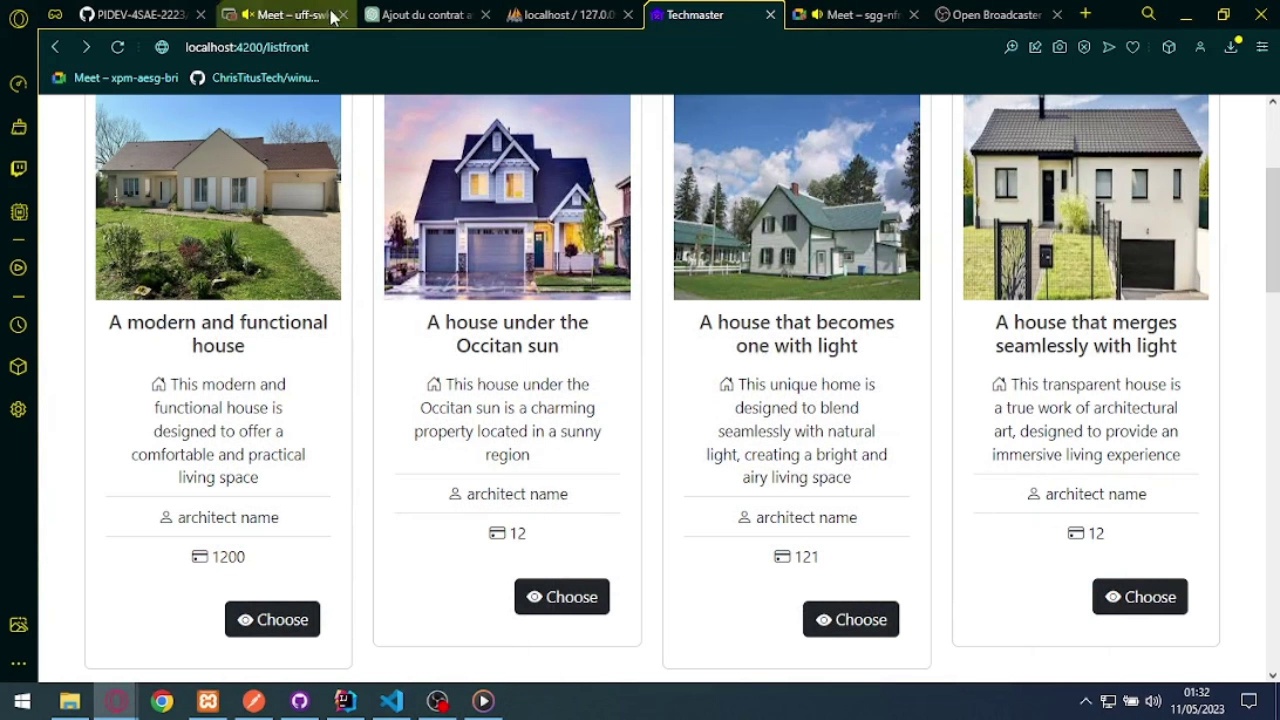 PIDEV-4SAE-2223
Meet – uff-sw
Ajout du contrat a
localhost / 127.0.0
Techmaster
Meet – sgg-nf
Open Broadcaster
localhost:4200/listfront
Meet – xpm-aesg-bri
ChrisTitusTech/winu...
A modern and functional
house
This modern and
functional house is
designed to offer a
comfortable and practical
living space
architect name
1200
Choose
A house under the
Occitan sun
This house under the
Occitan sun is a charming
property located in a sunny
region
architect name
12
Choose
A house that becomes
one with light
This unique home is
designed to blend
seamlessly with natural
light, creating a bright and
airy living space
architect name
121
Choose
A house that merges
seamlessly with light
This transparent house is
a true work of architectural
art, designed to provide an
immersive living experience
architect name
12
Choose
01:32
11/05/2023